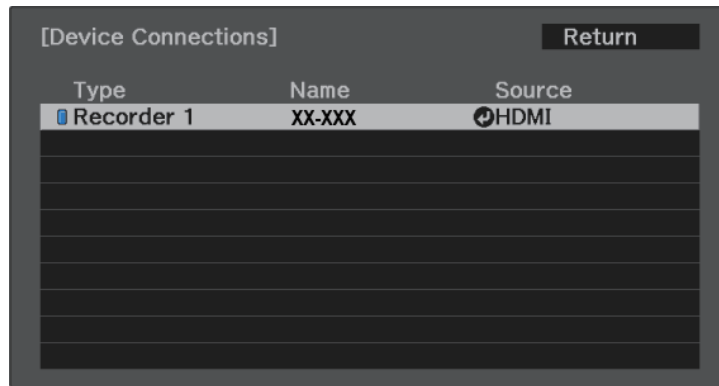 [Device Connections] Return
Type Name Source
Recorder 1 XX-XXX HDMI